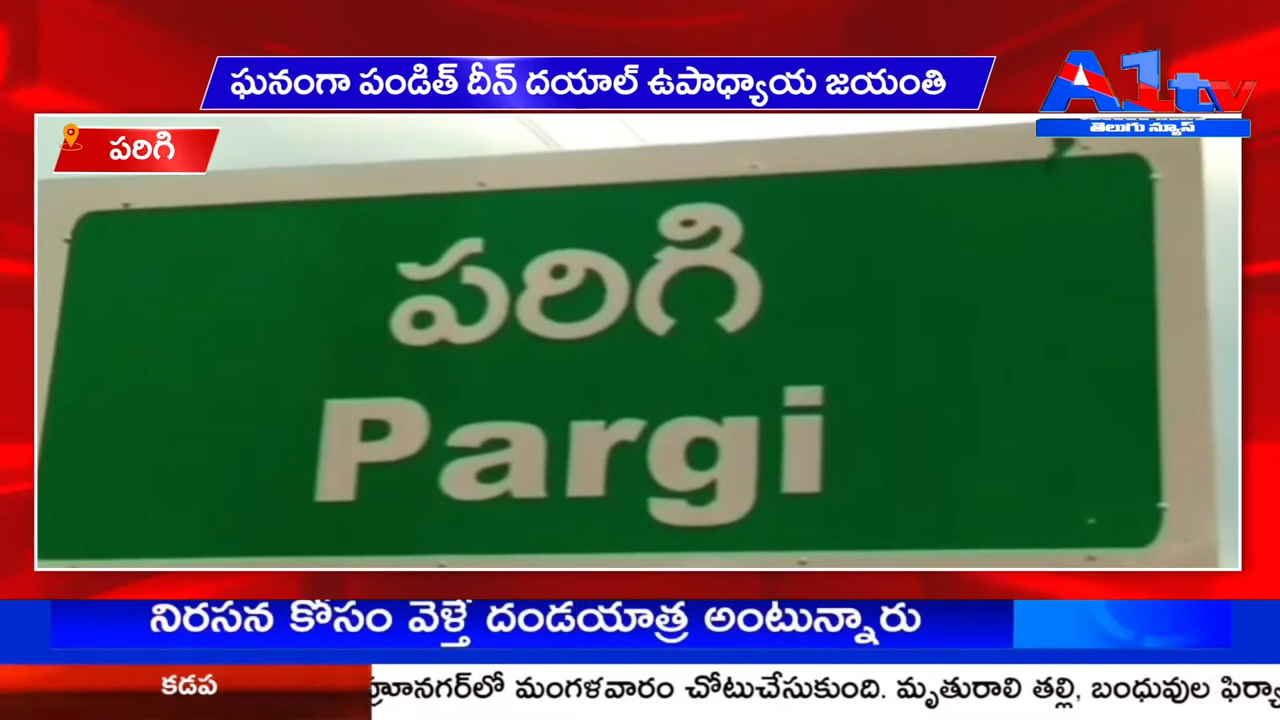 ఘనంగా పండిత్ దీన్ దయాల్ ఉపాధ్యాయ జయంతి
A1tv
తెలుగు న్యూస్
పరిగి
పరిగి
Pargi
నిరసన కోసం వెళ్తే దండయాత్ర అంటున్నారు
కడప
మంగళవారం చోటుచేసుకుంది. మృతురాలి తల్లి, బంధువుల